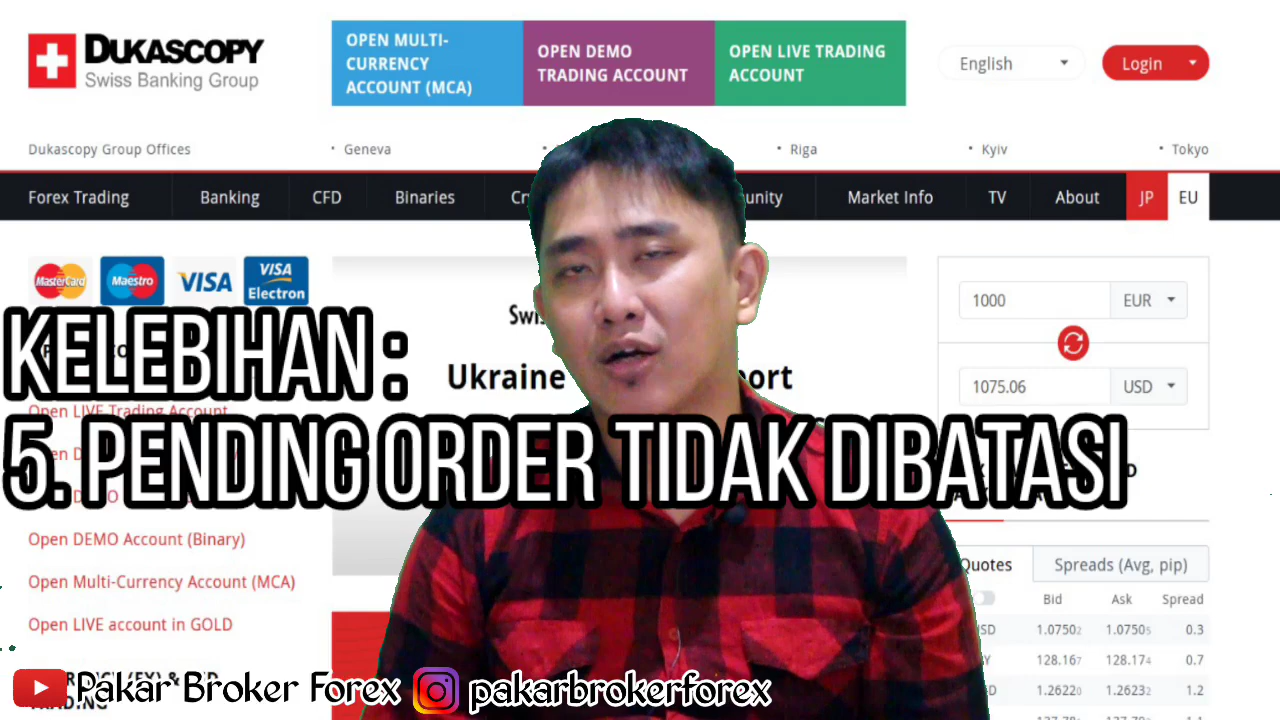 DUKASCOPY
Swiss Banking Group
OPEN MULTI-
CURRENCY
ACCOUNT (MCA)
OPEN DEMO
TRADING ACCOUNT
OPEN LIVE TRADING
ACCOUNT
English
Login
Dukascopy Group Offices
Geneva
Riga
Kyiv
Tokyo
Forex Trading
Banking
CFD
Binaries
Market Info
TV
About
JP
EU
MasterCard
Maestro
VISA
VISA
Electron
Ukraine
1000
EUR
1075.06
USD
KELEBIHAN :
5. PENDING ORDER TIDAK DIBATASI
Open LIVE Trading Account
Open DEMO Account (Binary)
Open Multi-Currency Account (MCA)
Open LIVE account in GOLD
Quotes
Spreads (Avg, pip)
Bid
Ask
Spread
1.07502
1.07505
0.3
128.167
128.174
0.7
1.26220
1.26232
1.2
TRADING
Pakar Broker Forex
pakarbrokerforex